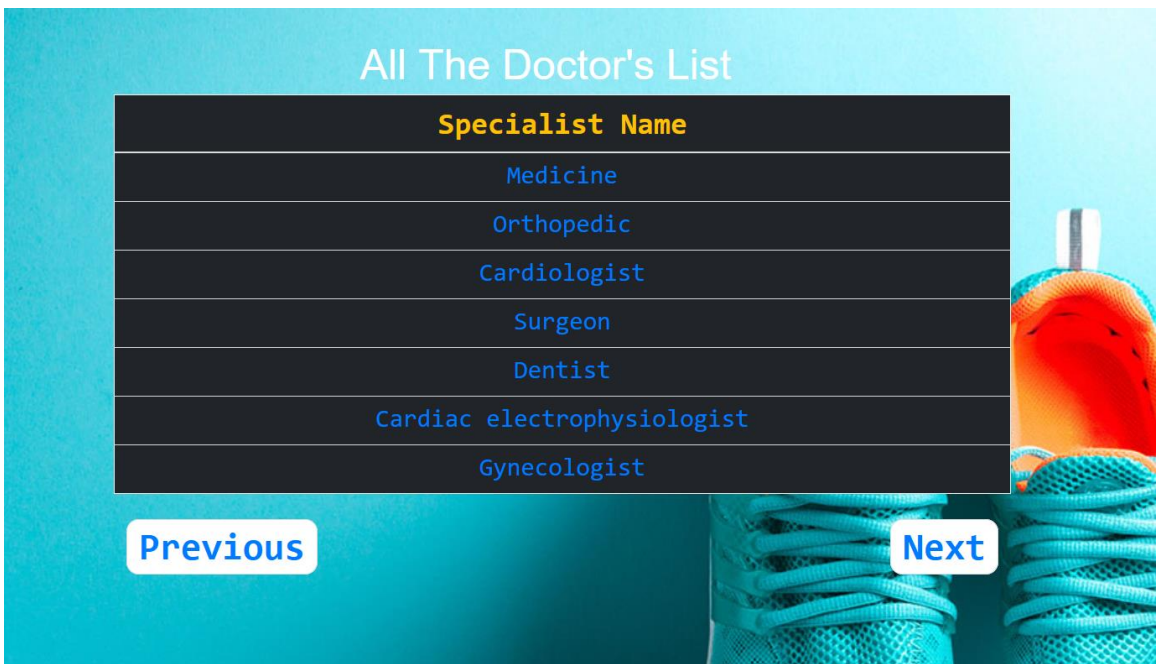 All The Doctor's List
Specialist Name
Medicine
Orthopedic
Cardiologist
Surgeon
Dentist
Cardiac electrophysiologist
Gynecologist
Previous
Next